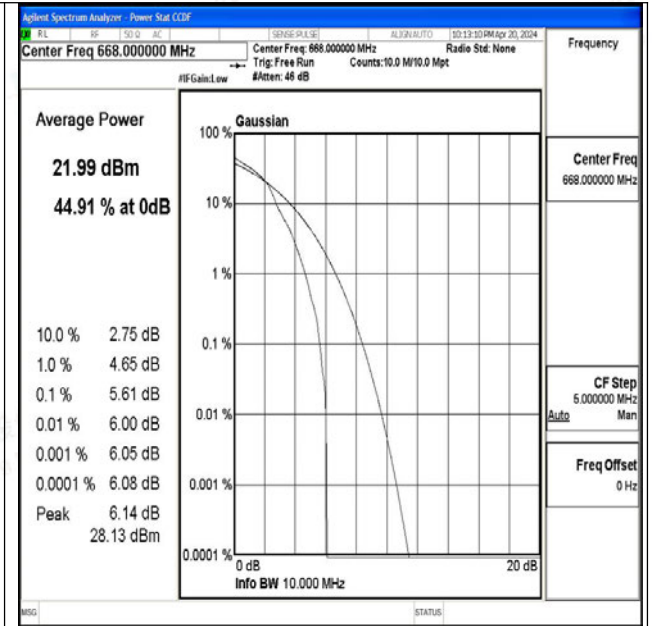 Agilent Spectrum Analyzer - Power Stat CCDF
RL RF 50 Ω AC SENSE:PULSE ALIGN AUTO 10:13:10 PM Apr 20, 2024
Center Freq 668.000000 MHz
Center Freq: 668.000000 MHz Radio Std: None
Trig: Free Run Counts:10.0 M/10.0 Mpt
#IFGain:Low #Atten: 46 dB
Frequency
Average Power
21.99 dBm
44.91 % at 0dB
10.0 % 2.75 dB
1.0 % 4.65 dB
0.1 % 5.61 dB
0.01 % 6.00 dB
0.001 % 6.05 dB
0.0001 % 6.08 dB
Peak 6.14 dB
28.13 dBm
Gaussian
100 %
10 %
1 %
0.1 %
0.01 %
0.001 %
0.0001 %
0 dB 20 dB
Info BW 10.000 MHz
Center Freq
668.000000 MHz
CF Step
5.000000 MHz
Auto Man
Freq Offset
0 Hz
MSG STATUS